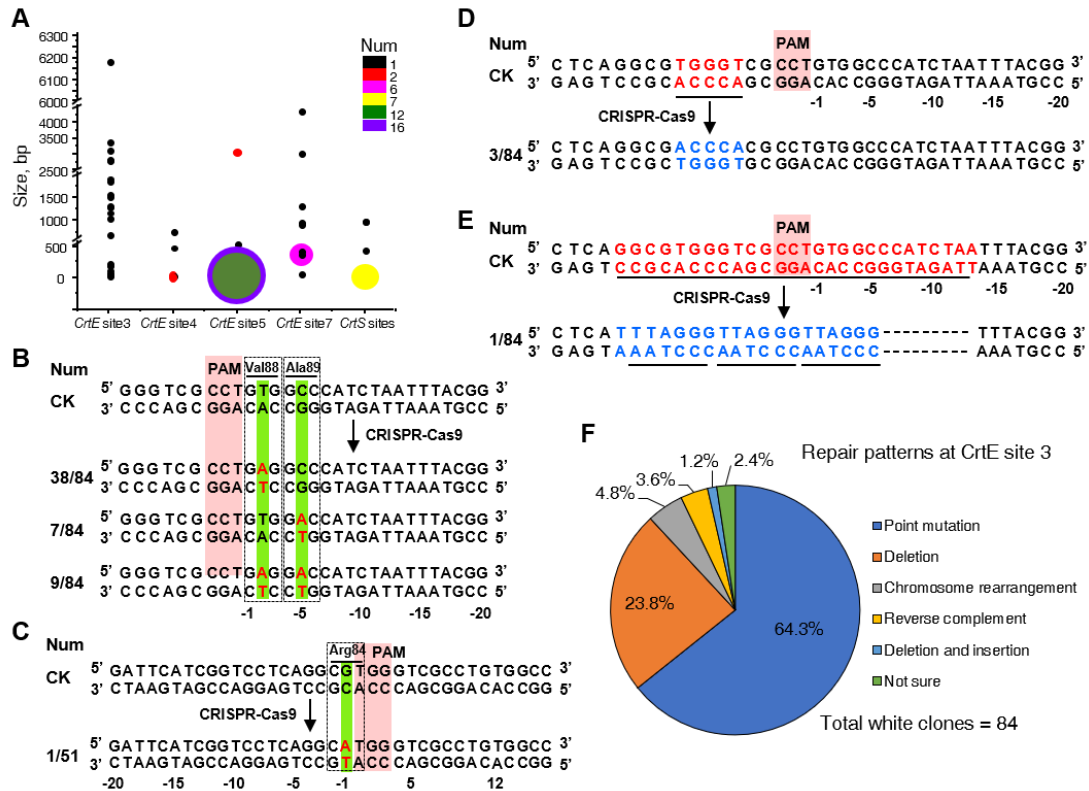 A
Size, bp
6300
6200
6100
6000
4500
3500
2500
1500
1000
500
0
CrtE site3
CrtE site4
CrtE site5
CrtE site7
CrtS sites
Num
1
2
6
7
12
16
B
Num
PAM
Val88
Ala89
CK
5’ GGGTCGCCTGTGGCCCATCTAATTTACGG 3’
3’ CCCAGCGGACACCGGGTAGATTAAATGCC 5’
CRISPR-Cas9
38/84
5’ GGGTCGCCTGAGGCCCATCTAATTTACGG 3’
3’ CCCAGCGGACTCCGGGTAGATTAAATGCC 5’
7/84
5’ GGGTCGCCTGTGGACCATCTAATTTACGG 3’
3’ CCCAGCGGACACCTGGTAGATTAAATGCC 5’
9/84
5’ GGGTCGCCTGAGGACCATCTAATTTACGG 3’
3’ CCCAGCGGACTCCTGGTAGATTAAATGCC 5’
-1 -5 -10 -15 -20
C
Num
Arg84
PAM
CK
5’ GATTCATCGGTCCTCAGGCGTGGGTCGCCTGTGGCC 3’
3’ CTAAGTAGCCAGGAGTCCGCACCCAGCGGACACCGG 5’
CRISPR-Cas9
1/51
5’ GATTCATCGGTCCTCAGGCATGGGTCGCCTGTGGCC 3’
3’ CTAAGTAGCCAGGAGTCCGTACCCAGCGGACACCGG 5’
-20 -15 -10 -5 -1 5 12
D
Num
PAM
CK
5’ CTCAGGCGTGGGTCGCCTGTGGCCCATCTAATTTACGG 3’
3’ GAGTCCGCACCCAGCGGACACCGGGTAGATTAAATGCC 5’
-1 -5 -10 -15 -20
CRISPR-Cas9
3/84
5’ CTCAGGCGACCCACGCCTGTGGCCCATCTAATTTACGG 3’
3’ GAGTCCGCTGGGTGCGGACACCGGGTAGATTAAATGCC 5’
E
Num
PAM
CK
5’ CTCAGGCGTGGGTCGCCTGTGGCCCATCTAATTTACGG 3’
3’ GAGTCCGCACCCAGCGGACACCGGGTAGATTAAATGCC 5’
-1 -5 -10 -15 -20
CRISPR-Cas9
1/84
5’ CTCATTTAGGGTTAGGGTTAGGG---------- TTTACGG 3’
3’ GAGTAAATCCCAATCCCAATCCC---------- AAATGCC 5’
F
Repair patterns at CrtE site 3
64.3%
23.8%
4.8%
3.6%
1.2%
2.4%
Point mutation
Deletion
Chromosome rearrangement
Reverse complement
Deletion and insertion
Not sure
Total white clones = 84